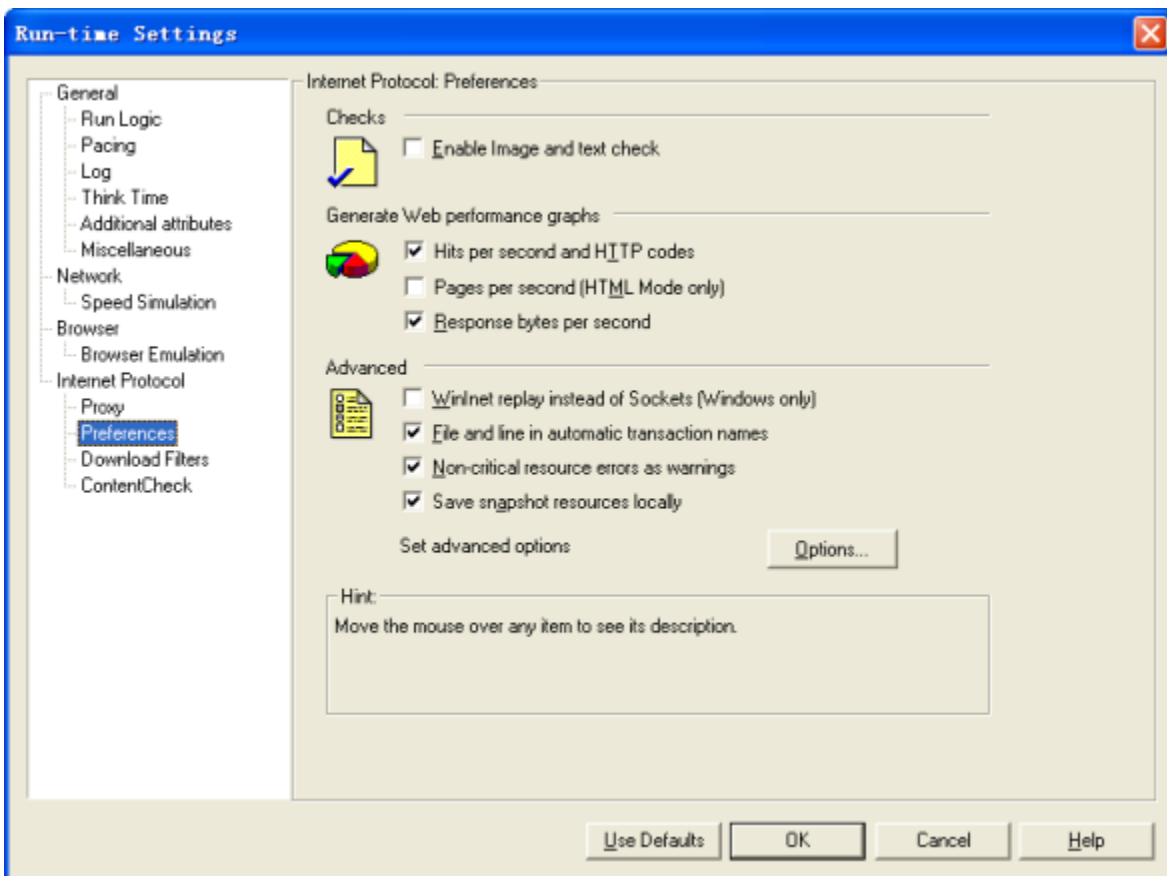 Run-time Settings
General
Run Logic
Pacing
Log
Think Time
Additional attributes
Miscellaneous
Network
Speed Simulation
Browser
Browser Emulation
Internet Protocol
Proxy
Preferences
Download Filters
ContentCheck
Internet Protocol: Preferences
Checks
Enable Image and text check
Generate Web performance graphs
Hits per second and HTTP codes
Pages per second (HTML Mode only)
Response bytes per second
Advanced
WinInet replay instead of Sockets (Windows only)
File and line in automatic transaction names
Non-critical resource errors as warnings
Save snapshot resources locally
Set advanced options
Options...
Hint:
Move the mouse over any item to see its description.
Use Defaults
OK
Cancel
Help